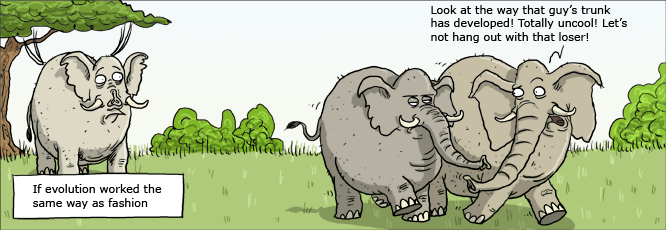 Look at the way that guy's trunk
has developed! Totally uncool! Let's
not hang out with that loser!
If evolution worked the
same way as fashion